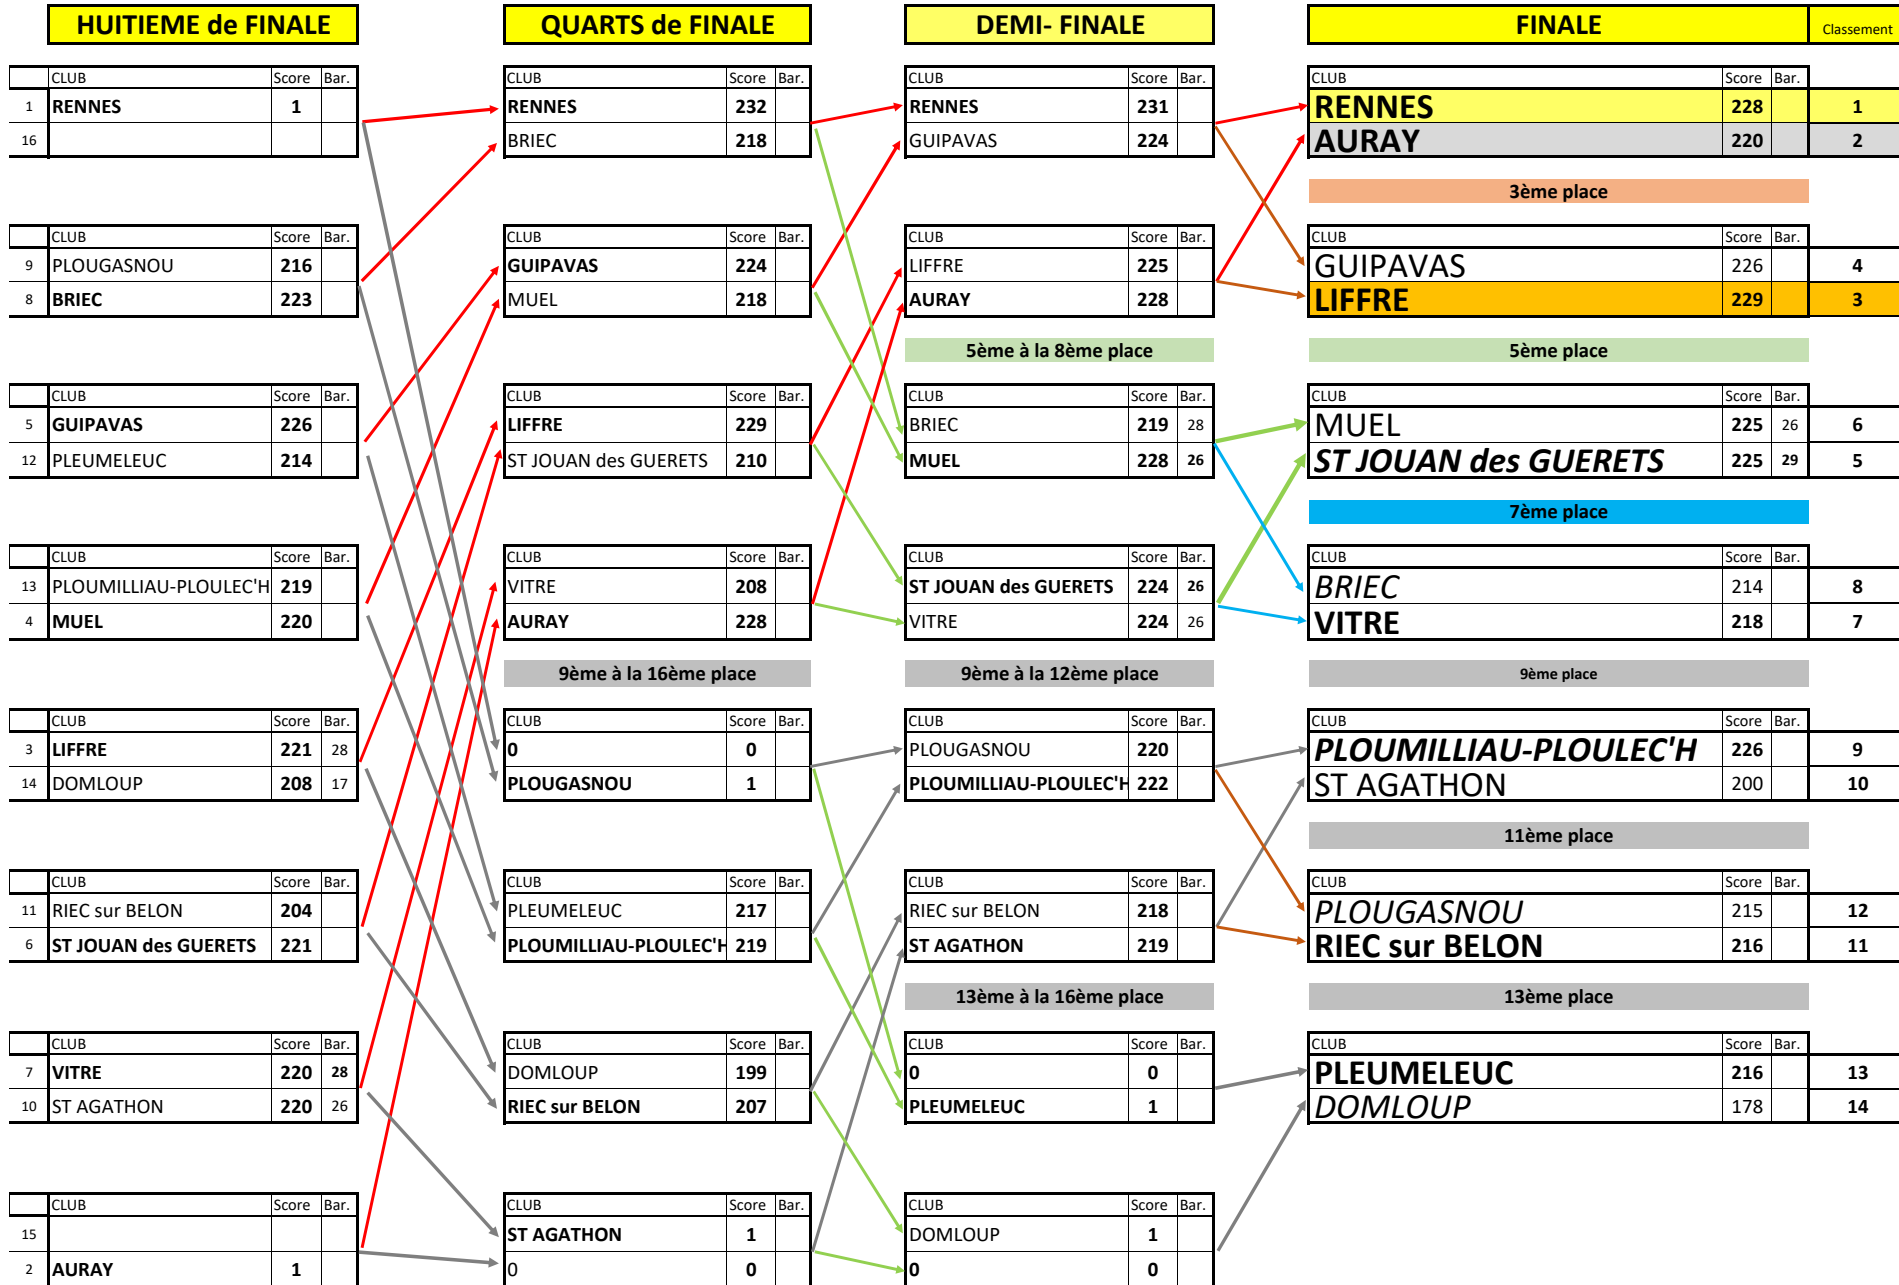 HUITIEME de FINALE
CLUB Score Bar.
1 RENNES 1
16
CLUB Score Bar.
9 PLOUGASNOU 216
8 BRIEC 223
CLUB Score Bar.
5 GUIPAVAS 226
12 PLEUMELEUC 214
CLUB Score Bar.
13 PLOUMILLIAU-PLOULEC'H 219
4 MUEL 220
CLUB Score Bar.
3 LIFFRE 221 28
14 DOMLOUP 208 17
CLUB Score Bar.
11 RIEC sur BELON 204
6 ST JOUAN des GUERETS 221
CLUB Score Bar.
7 VITRE 220 28
10 ST AGATHON 220 26
CLUB Score Bar.
15
2 AURAY 1
QUARTS de FINALE
CLUB Score Bar.
RENNES 232
BRIEC 218
CLUB Score Bar.
GUIPAVAS 224
MUEL 218
CLUB Score Bar.
LIFFRE 229
ST JOUAN des GUERETS 210
CLUB Score Bar.
VITRE 208
AURAY 228
9ème à la 16ème place
CLUB Score Bar.
0 0
PLOUGASNOU 1
CLUB Score Bar.
PLEUMELEUC 217
PLOUMILLIAU-PLOULEC'H 219
CLUB Score Bar.
DOMLOUP 199
RIEC sur BELON 207
CLUB Score Bar.
ST AGATHON 1
0 0
DEMI- FINALE
CLUB Score Bar.
RENNES 231
GUIPAVAS 224
CLUB Score Bar.
LIFFRE 225
AURAY 228
5ème à la 8ème place
CLUB Score Bar.
BRIEC 219 28
MUEL 228 26
CLUB Score Bar.
ST JOUAN des GUERETS 224 26
VITRE 224 26
9ème à la 12ème place
CLUB Score Bar.
PLOUGASNOU 220
PLOUMILLIAU-PLOULEC'H 222
CLUB Score Bar.
RIEC sur BELON 218
ST AGATHON 219
13ème à la 16ème place
CLUB Score Bar.
0 0
PLEUMELEUC 1
CLUB Score Bar.
DOMLOUP 1
0 0
FINALE Classement
CLUB Score Bar.
RENNES 228 1
AURAY 220 2
3ème place
CLUB Score Bar.
GUIPAVAS 226 4
LIFFRE 229 3
5ème place
CLUB Score Bar.
MUEL 225 26 6
ST JOUAN des GUERETS 225 29 5
7ème place
CLUB Score Bar.
BRIEC 214 8
VITRE 218 7
9ème place
CLUB Score Bar.
PLOUMILLIAU-PLOULEC'H 226 9
ST AGATHON 200 10
11ème place
CLUB Score Bar.
PLOUGASNOU 215 12
RIEC sur BELON 216 11
13ème place
CLUB Score Bar.
PLEUMELEUC 216 13
DOMLOUP 178 14